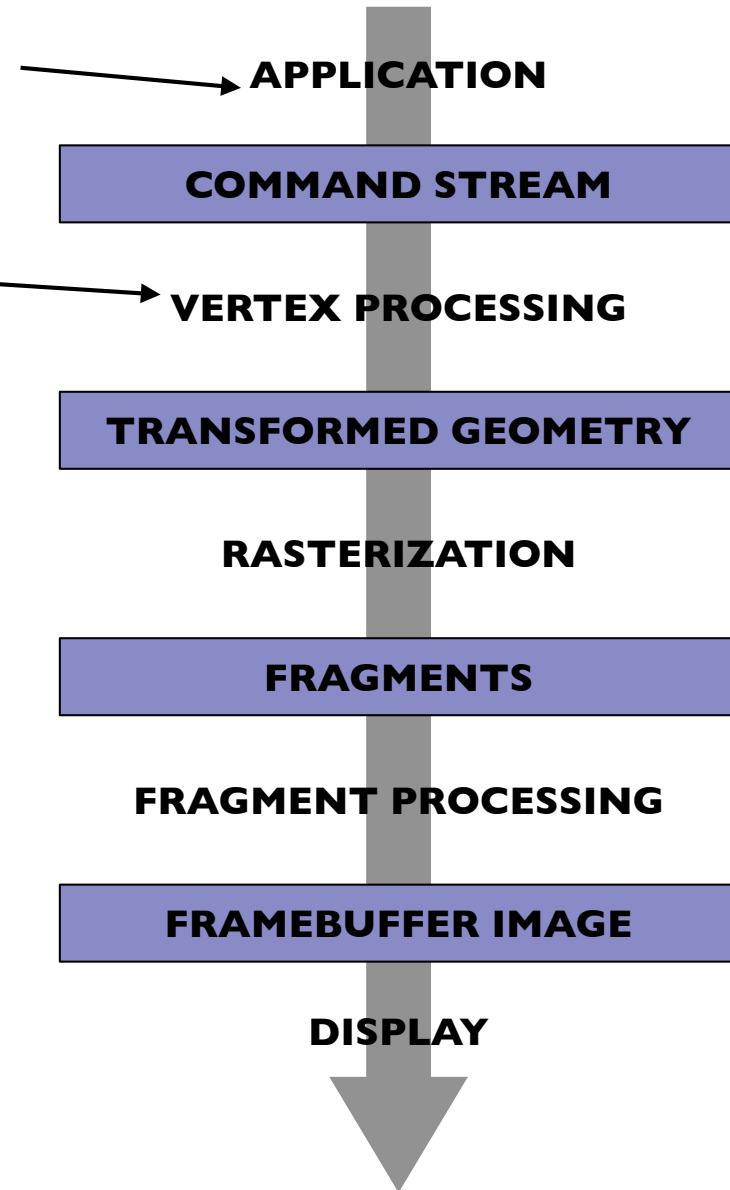 APPLICATION
COMMAND STREAM
VERTEX PROCESSING
TRANSFORMED GEOMETRY
RASTERIZATION
FRAGMENTS
FRAGMENT PROCESSING
FRAMEBUFFER IMAGE
DISPLAY